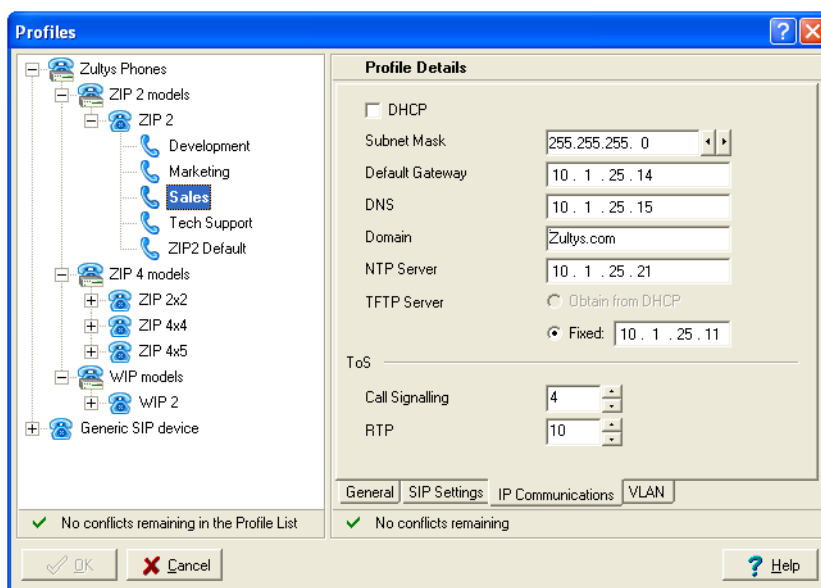 Profiles
Zultys Phones
ZIP 2 models
ZIP 2
Development
Marketing
Sales
Tech Support
ZIP2 Default
ZIP 4 models
ZIP 2x2
ZIP 4x4
ZIP 4x5
WIP models
WIP 2
Generic SIP device
No conflicts remaining in the Profile List
Profile Details
DHCP
Subnet Mask 255.255.255. 0
Default Gateway 10 . 1 . 25 . 14
DNS 10 . 1 . 25 . 15
Domain Zultys.com
NTP Server 10 . 1 . 25 . 21
TFTP Server Obtain from DHCP
Fixed: 10 . 1 . 25 . 11
ToS
Call Signalling 4
RTP 10
General SIP Settings IP Communications VLAN
No conflicts remaining
OK Cancel ? Help